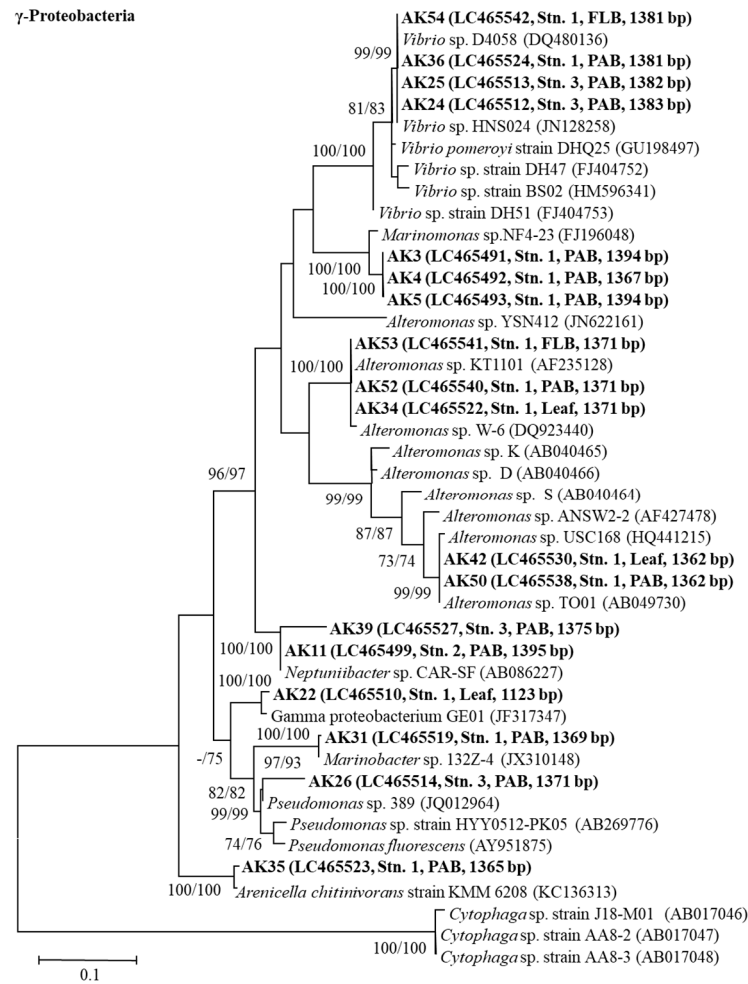 γ-Proteobacteria
AK54 (LC465542, Stn. 1, FLB, 1381 bp)
Vibrio sp. D4058 (DQ480136)
99/99
AK36 (LC465524, Stn. 1, PAB, 1381 bp)
AK25 (LC465513, Stn. 3, PAB, 1382 bp)
AK24 (LC465512, Stn. 3, PAB, 1383 bp)
81/83
Vibrio sp. HNS024 (JN128258)
Vibrio pomeroyi strain DHQ25 (GU198497)
100/100
Vibrio sp. strain DH47 (FJ404752)
Vibrio sp. strain BS02 (HM596341)
Vibrio sp. strain DH51 (FJ404753)
Marinomonas sp.NF4-23 (FJ196048)
AK3 (LC465491, Stn. 1, PAB, 1394 bp)
100/100
AK4 (LC465492, Stn. 1, PAB, 1367 bp)
100/100
AK5 (LC465493, Stn. 1, PAB, 1394 bp)
Alteromonas sp. YSN412 (JN622161)
AK53 (LC465541, Stn. 1, FLB, 1371 bp)
100/100
Alteromonas sp. KT1101 (AF235128)
AK52 (LC465540, Stn. 1, PAB, 1371 bp)
AK34 (LC465522, Stn. 1, Leaf, 1371 bp)
Alteromonas sp. W-6 (DQ923440)
Alteromonas sp. K (AB040465)
96/97
Alteromonas sp. D (AB040466)
99/99
Alteromonas sp. S (AB040464)
Alteromonas sp. ANSW2-2 (AF427478)
87/87
Alteromonas sp. USC168 (HQ441215)
73/74
AK42 (LC465530, Stn. 1, Leaf, 1362 bp)
AK50 (LC465538, Stn. 1, PAB, 1362 bp)
99/99
Alteromonas sp. TO01 (AB049730)
AK39 (LC465527, Stn. 3, PAB, 1375 bp)
100/100
AK11 (LC465499, Stn. 2, PAB, 1395 bp)
Neptuniibacter sp. CAR-SF (AB086227)
100/100
AK22 (LC465510, Stn. 1, Leaf, 1123 bp)
Gamma proteobacterium GE01 (JF317347)
100/100
AK31 (LC465519, Stn. 1, PAB, 1369 bp)
-/75
97/93
Marinobacter sp. 132Z-4 (JX310148)
AK26 (LC465514, Stn. 3, PAB, 1371 bp)
82/82
Pseudomonas sp. 389 (JQ012964)
99/99
Pseudomonas sp. strain HYY0512-PK05 (AB269776)
74/76
Pseudomonas fluorescens (AY951875)
AK35 (LC465523, Stn. 1, PAB, 1365 bp)
100/100
Arenicella chitinivorans strain KMM 6208 (KC136313)
Cytophaga sp. strain J18-M01 (AB017046)
Cytophaga sp. strain AA8-2 (AB017047)
100/100
Cytophaga sp. strain AA8-3 (AB017048)
0.1